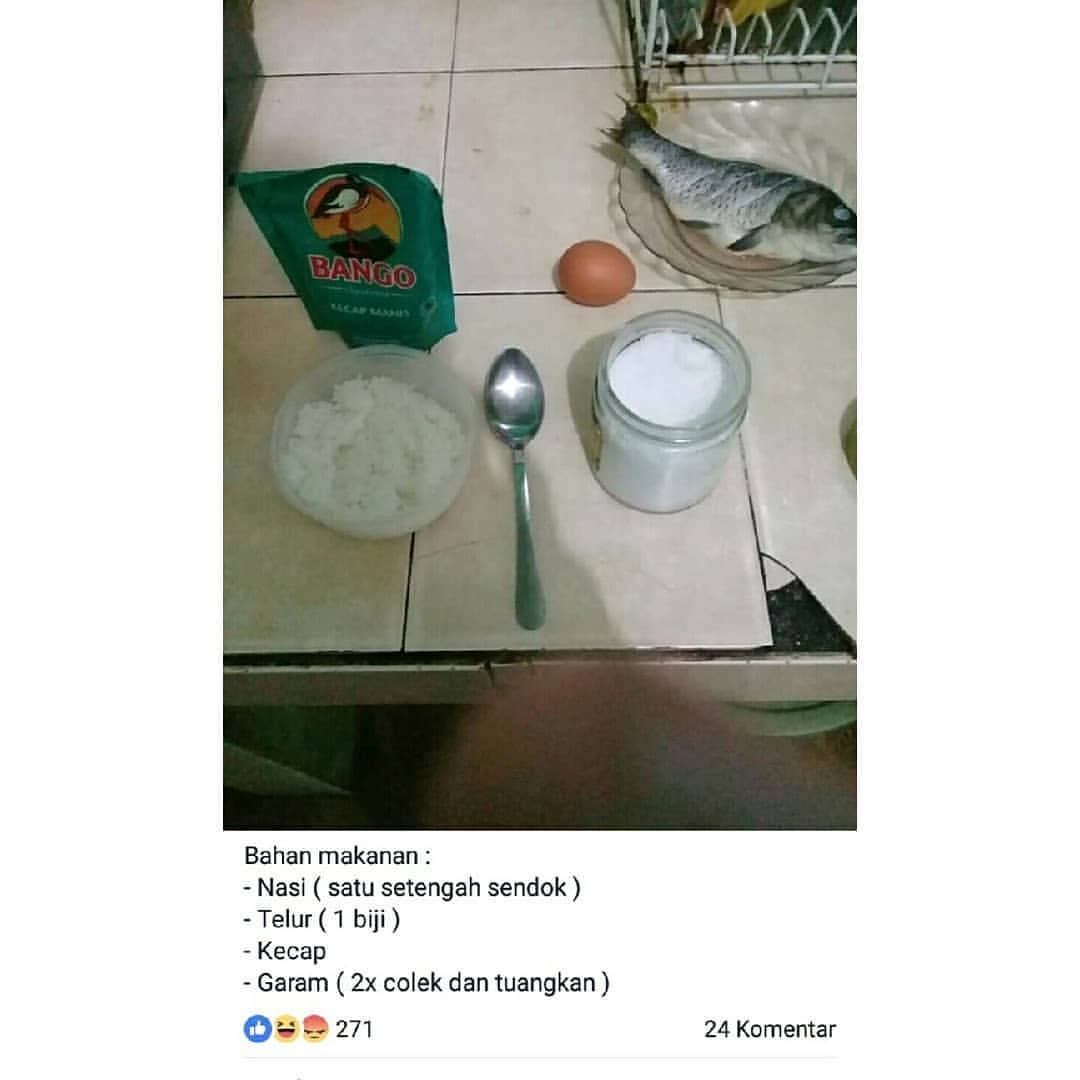 BANGO
KECAP MANIS
Bahan makanan :
- Nasi ( satu setengah sendok )
- Telur ( 1 biji )
- Kecap
- Garam ( 2x colek dan tuangkan )
271
24 Komentar